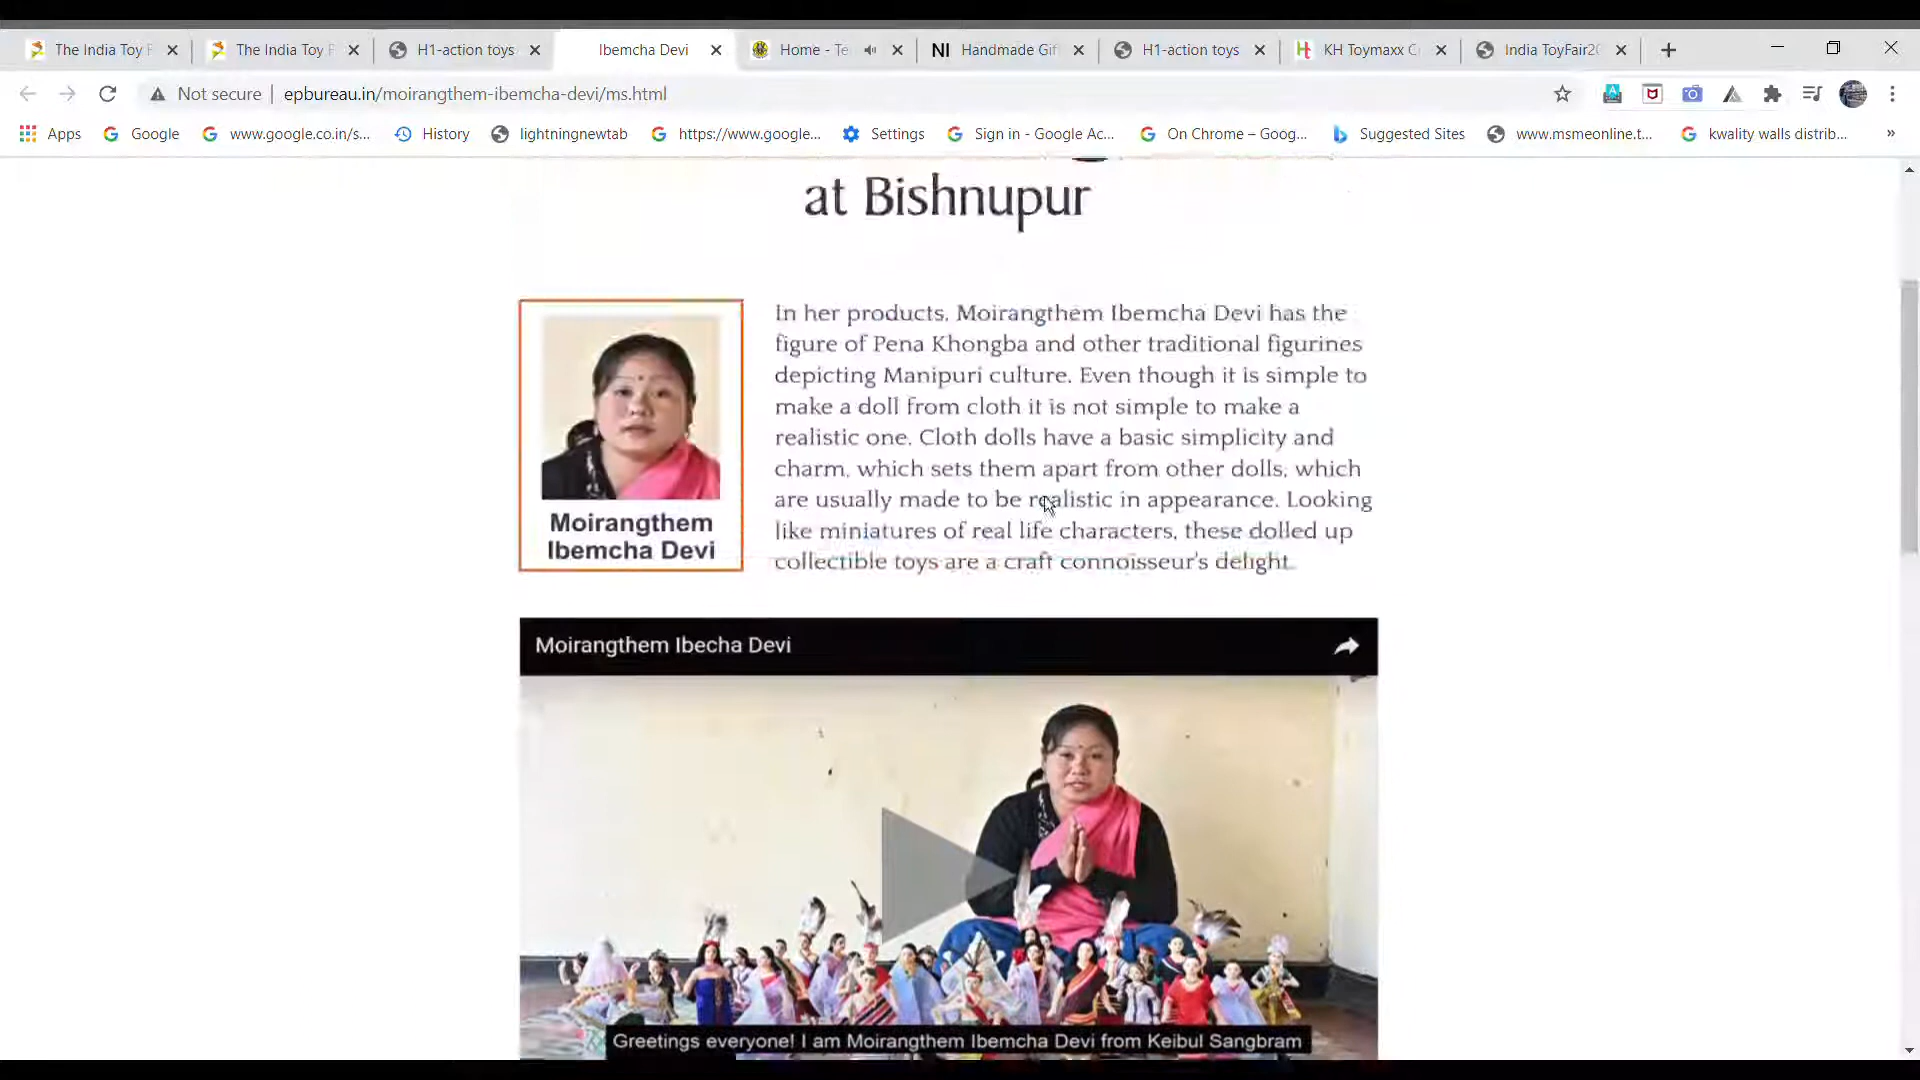 The India Toy F
The India Toy F
H1-action toys
Ibemcha Devi
Home - Te
NI Handmade Gif
H1-action toys
KH Toymaxx C
India ToyFair20
Not secure
epbureau.in/moirangthem-ibemcha-devi/ms.html
Apps
Google
www.google.co.in/s...
History
lightningnewtab
https://www.google...
Settings
Sign in - Google Ac...
On Chrome – Goog...
Suggested Sites
www.msmeonline.t...
kwality walls distrib...
»
at Bishnupur
Moirangthem
Ibemcha Devi
In her products, Moirangthem Ibemcha Devi has the
figure of Pena Khongba and other traditional figurines
depicting Manipuri culture. Even though it is simple to
make a doll from cloth it is not simple to make a
realistic one. Cloth dolls have a basic simplicity and
charm, which sets them apart from other dolls, which
are usually made to be realistic in appearance. Looking
like miniatures of real life characters, these dolled up
collectible toys are a craft connoisseur's delight.
Moirangthem Ibecha Devi
Greetings everyone! I am Moirangthem Ibemcha Devi from Keibul Sangbram